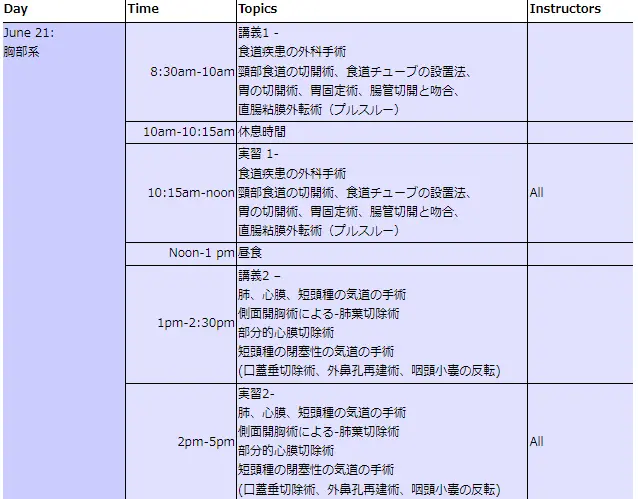 Day Time Topics Instructors
June 21:
胸部系
8:30am-10am
講義1 -
食道疾患の外科手術
頸部食道の切開術、食道チューブの設置法、
胃の切開術、胃固定術、腸管切開と吻合、
直腸粘膜外転術（プルスルー）
10am-10:15am 休息時間
10:15am-noon
実習 1-
食道疾患の外科手術
頸部食道の切開術、食道チューブの設置法、
胃の切開術、胃固定術、腸管切開と吻合、
直腸粘膜外転術（プルスルー）
All
Noon-1 pm 昼食
1pm-2:30pm
講義2 –
肺、心膜、短頭種の気道の手術
側面開胸術による-肺葉切除術
部分的心膜切除術
短頭種の閉塞性の気道の手術
(口蓋垂切除術、外鼻孔再建術、咽頭小嚢の反転)
2pm-5pm
実習2-
肺、心膜、短頭種の気道の手術
側面開胸術による-肺葉切除術
部分的心膜切除術
短頭種の閉塞性の気道の手術
(口蓋垂切除術、外鼻孔再建術、咽頭小嚢の反転)
All